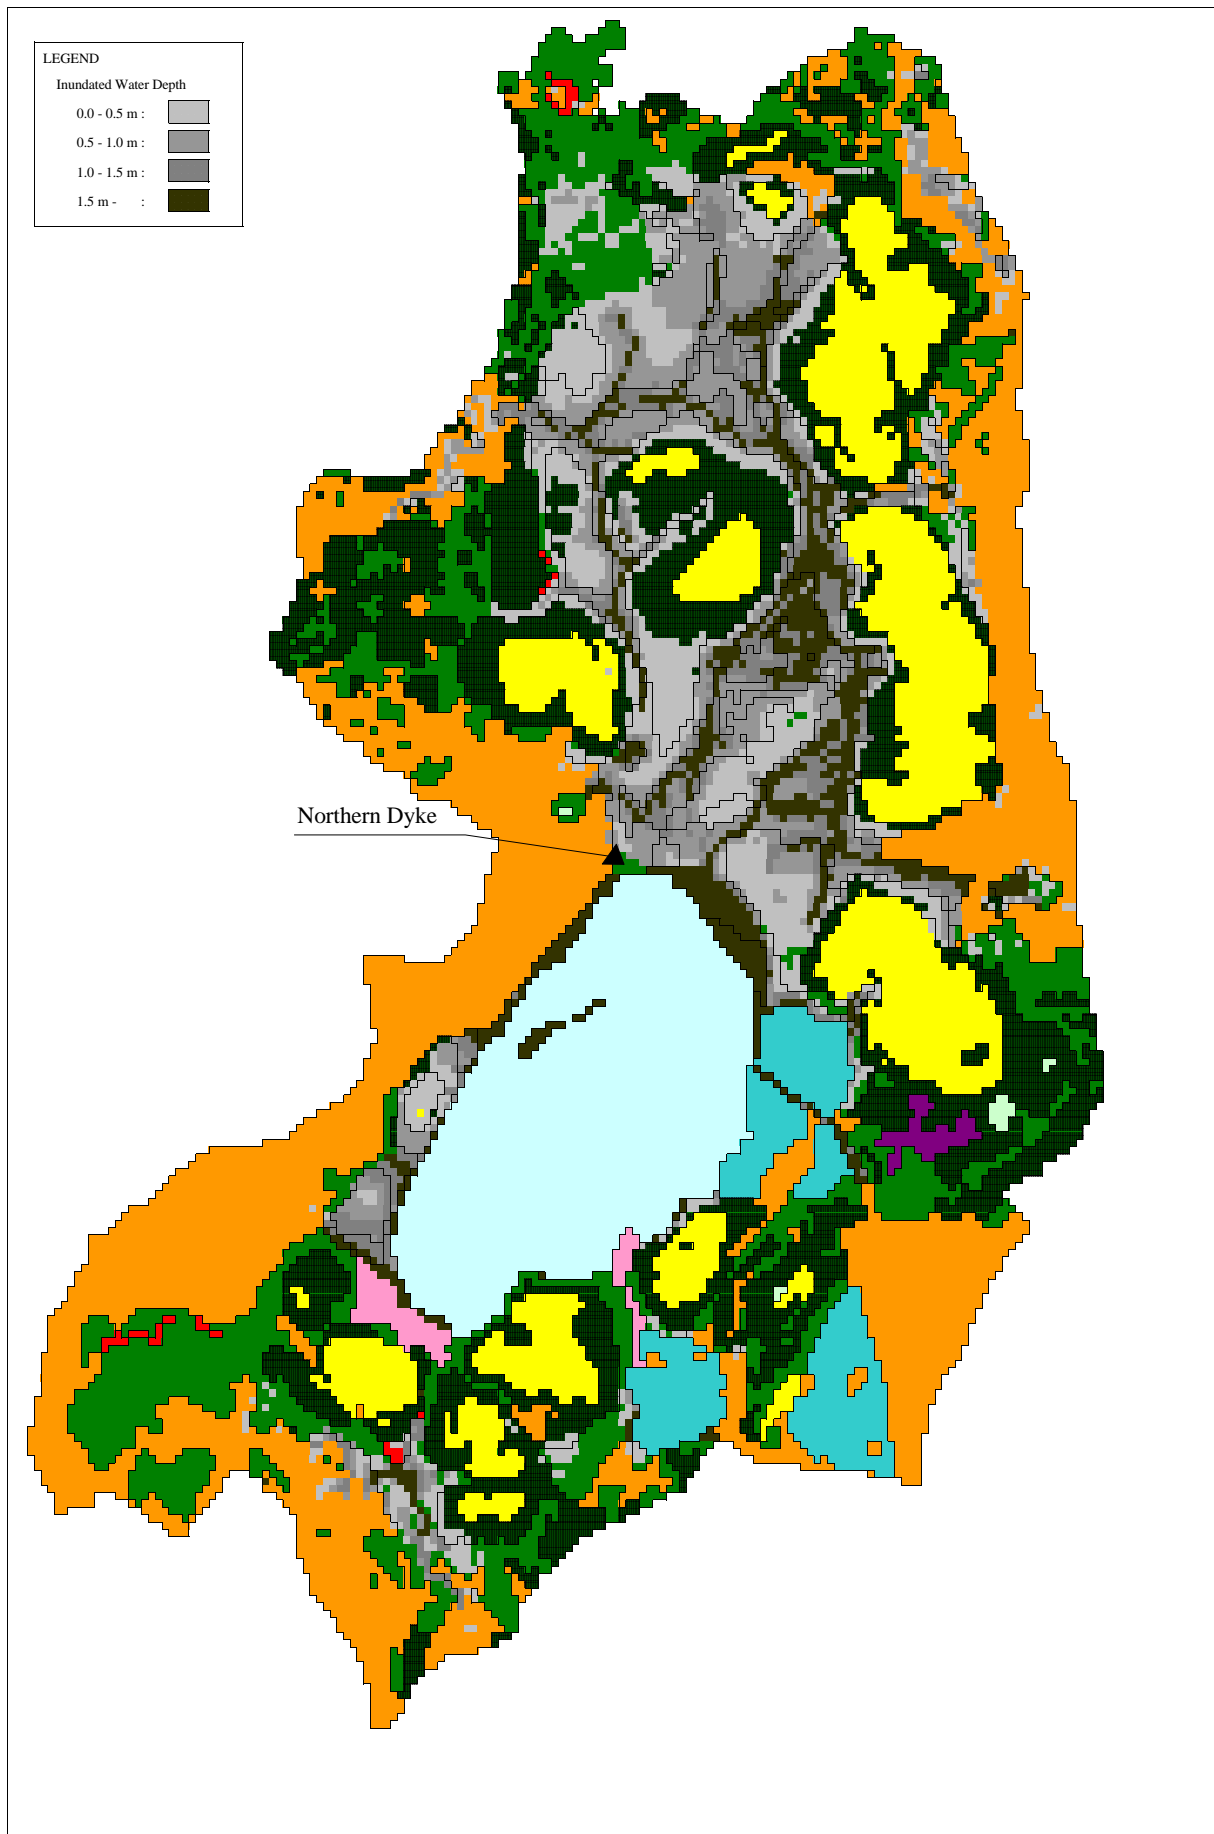 LEGEND
Inundated Water Depth
0.0 - 0.5 m :
0.5 - 1.0 m :
1.0 - 1.5 m :
1.5 m - :
Northern Dyke